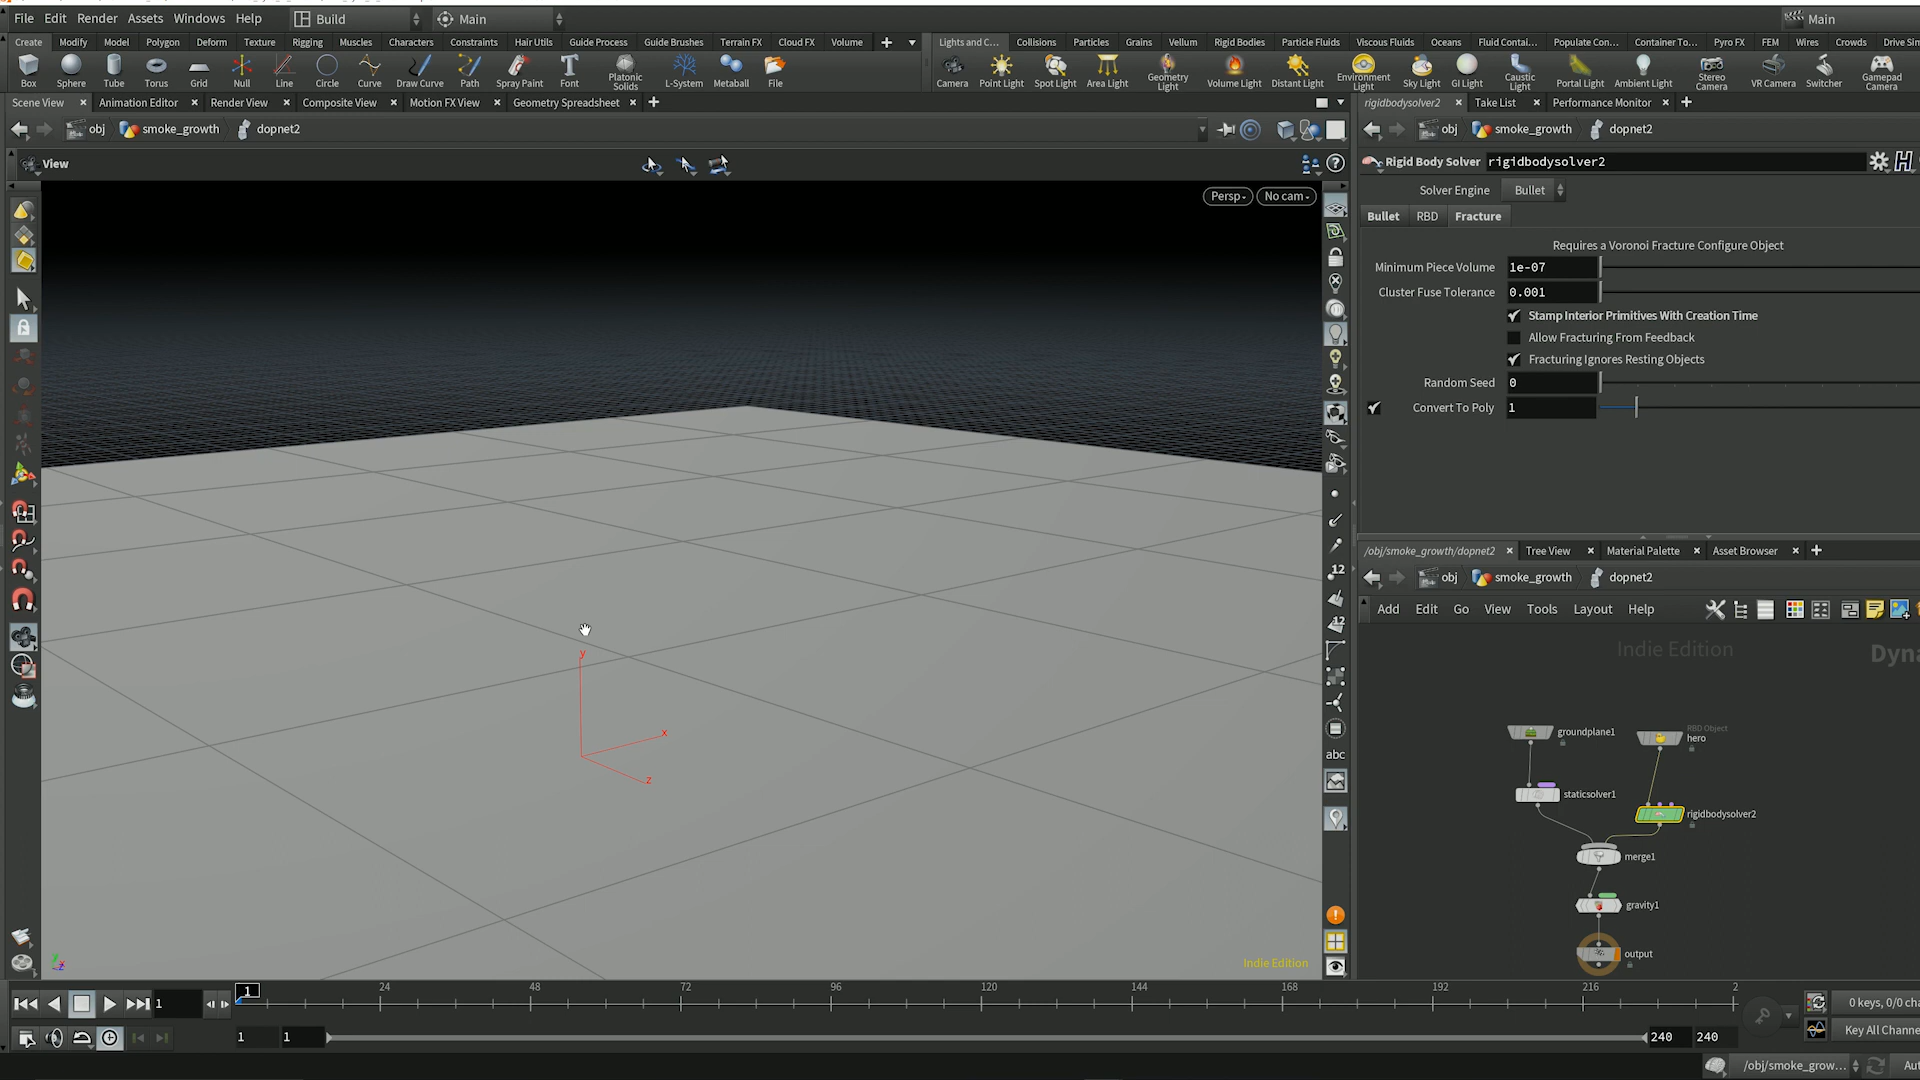 File Edit Render Assets Windows Help Build Main Main
Create Modify Model Polygon Deform Texture Rigging Muscles Characters Constraints Hair Utils Guide Process Guide Brushes Terrain FX Cloud FX Volume
Lights and C... Collisions Particles Grains Vellum Rigid Bodies Particle Fluids Viscous Fluids Oceans Fluid Contai... Populate Con... Container To... Pyro FX FEM Wires Crowds Drive Sim
Box Sphere Tube Torus Grid Null Line Circle Curve Draw Curve Path Spray Paint Font Platonic Solids L-System Metaball File
Camera Point Light Spot Light Area Light Geometry Light Volume Light Distant Light Environment Light Sky Light GI Light Caustic Light Portal Light Ambient Light Stereo Camera VR Camera Switcher Gamepad Camera
Scene View Animation Editor Render View Composite View Motion FX View Geometry Spreadsheet
rigidbodysolver2 Take List Performance Monitor
obj smoke_growth dopnet2
obj smoke_growth dopnet2
View
Persp No cam
Rigid Body Solver rigidbodysolver2
Solver Engine Bullet
Bullet RBD Fracture
Requires a Voronoi Fracture Configure Object
Minimum Piece Volume 1e-07
Cluster Fuse Tolerance 0.001
Stamp Interior Primitives With Creation Time
Allow Fracturing From Feedback
Fracturing Ignores Resting Objects
Random Seed 0
Convert To Poly 1
/obj/smoke_growth/dopnet2 Tree View Material Palette Asset Browser
obj smoke_growth dopnet2
Add Edit Go View Tools Layout Help
Indie Edition Dyna
groundplane1
RBD Object
hero
staticsolver1
rigidbodysolver2
merge1
gravity1
output
y
x
z
12
12
abc
Indie Edition
1
1 24 48 72 96 120 144 168 192 216 2
0 keys, 0/0 cha
1 1 240 240
Key All Channe
/obj/smoke_grow... Aut